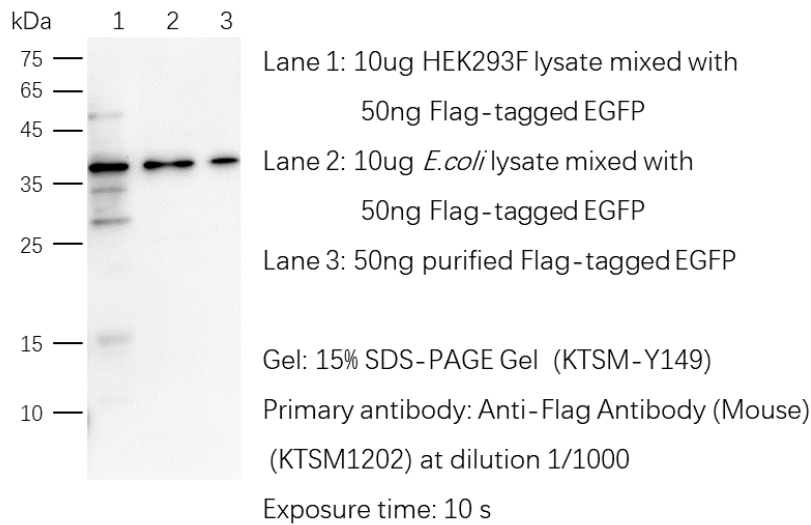 kDa 1 2 3
75
65
45
35
25
15
10
Lane 1: 10ug HEK293F lysate mixed with
50ng Flag-tagged EGFP
Lane 2: 10ug E.coli lysate mixed with
50ng Flag-tagged EGFP
Lane 3: 50ng purified Flag-tagged EGFP
Gel: 15% SDS-PAGE Gel (KTSM-Y149)
Primary antibody: Anti-Flag Antibody (Mouse)
(KTSM1202) at dilution 1/1000
Exposure time: 10 s